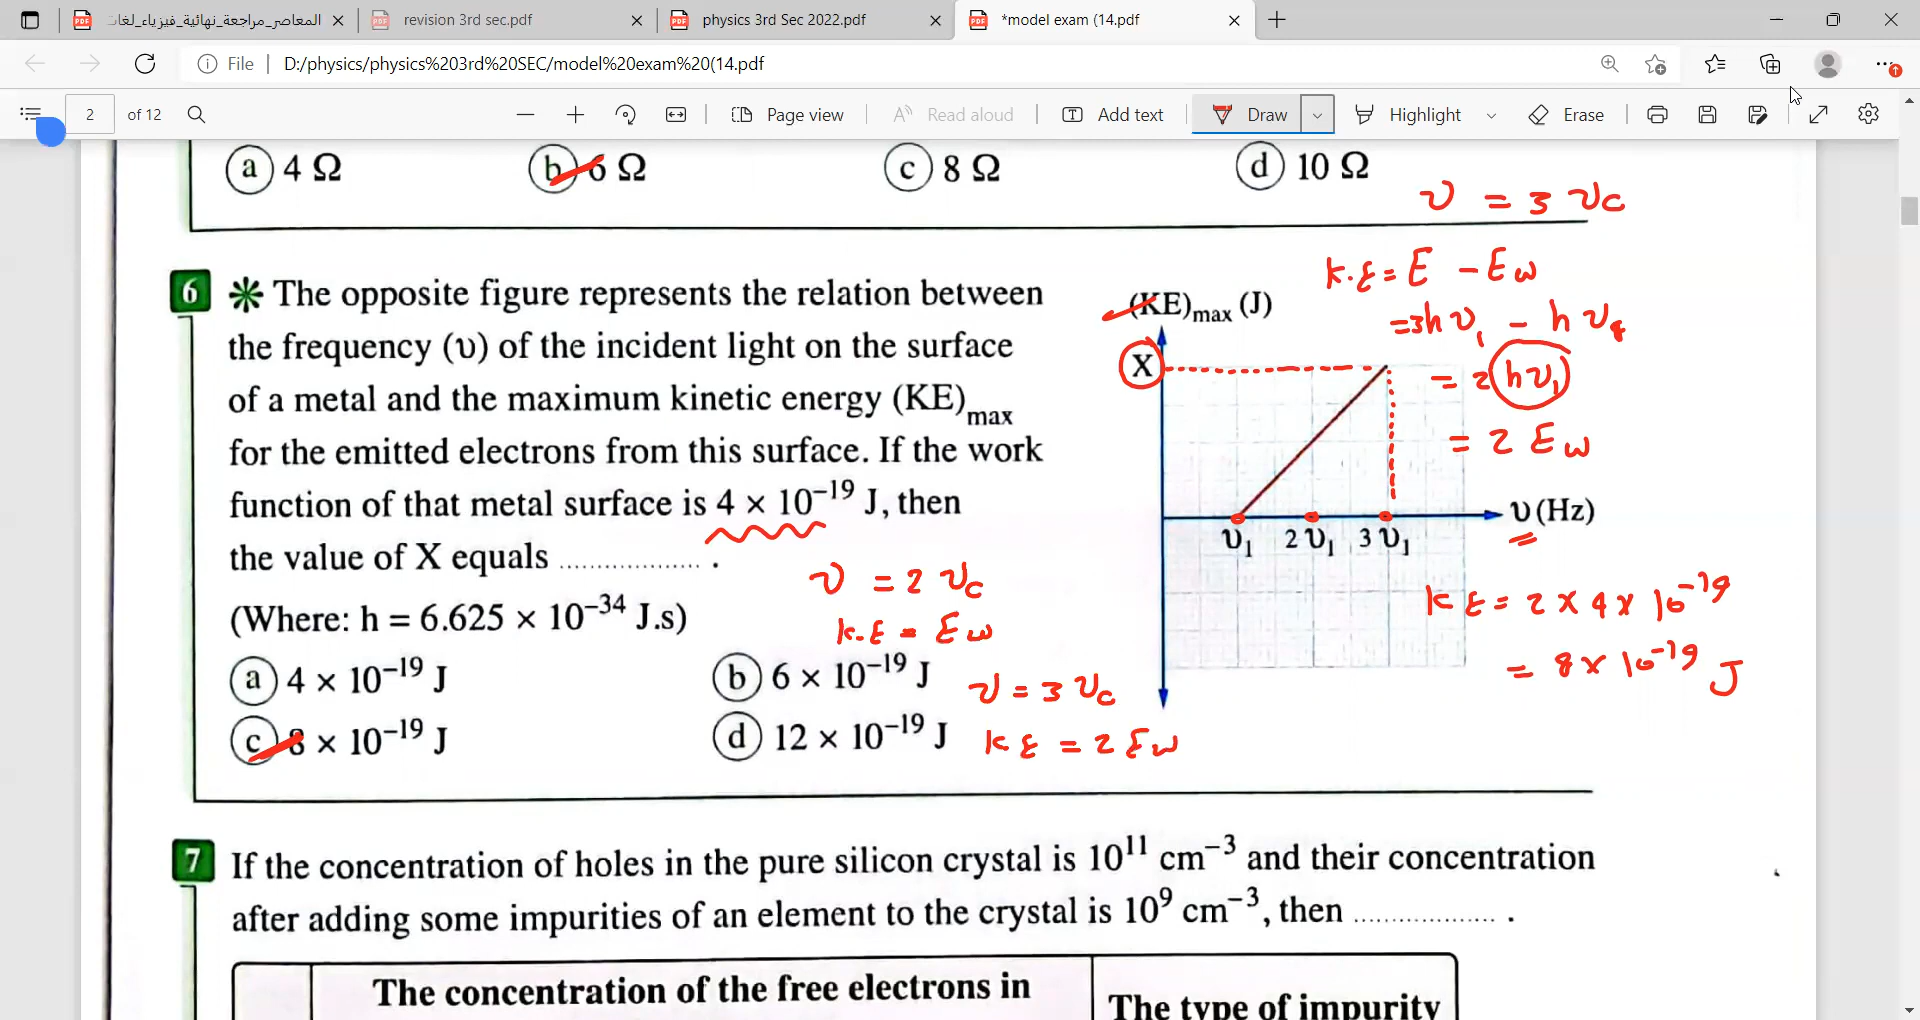 المعاصر_مراجعة_نهائية_فيزياء_لغات
revision 3rd sec.pdf
physics 3rd Sec 2022.pdf
*model exam (14.pdf
File
D:/physics/physics%203rd%20SEC/model%20exam%20(14.pdf
2 of 12
Page view
Read aloud
Add text
Draw
Highlight
Erase
a 4 Ω
b 6 Ω
c 8 Ω
d 10 Ω
υ = 3 υc
6 The opposite figure represents the relation between
the frequency (υ) of the incident light on the surface
of a metal and the maximum kinetic energy (KE)max
for the emitted electrons from this surface. If the work
function of that metal surface is 4 × 10⁻¹⁹ J, then
the value of X equals .................. .
(Where: h = 6.625 × 10⁻³⁴ J.s)
a 4 × 10⁻¹⁹ J
b 6 × 10⁻¹⁹ J
c 8 × 10⁻¹⁹ J
d 12 × 10⁻¹⁹ J
υ = 2 υc
K.E = Ew
υ = 3 υc
KE = 2 Ew
K.E = E - Ew
= 3hυ₁ - hυ₁
= 2 hυ₁
= 2 Ew
(KE)max (J)
X
υ (Hz)
υ₁ 2υ₁ 3υ₁
KE = 2 × 4 × 10⁻¹⁹
= 8 × 10⁻¹⁹ J
7 If the concentration of holes in the pure silicon crystal is 10¹¹ cm⁻³ and their concentration
after adding some impurities of an element to the crystal is 10⁹ cm⁻³, then .................. .
The concentration of the free electrons in
The type of impurity